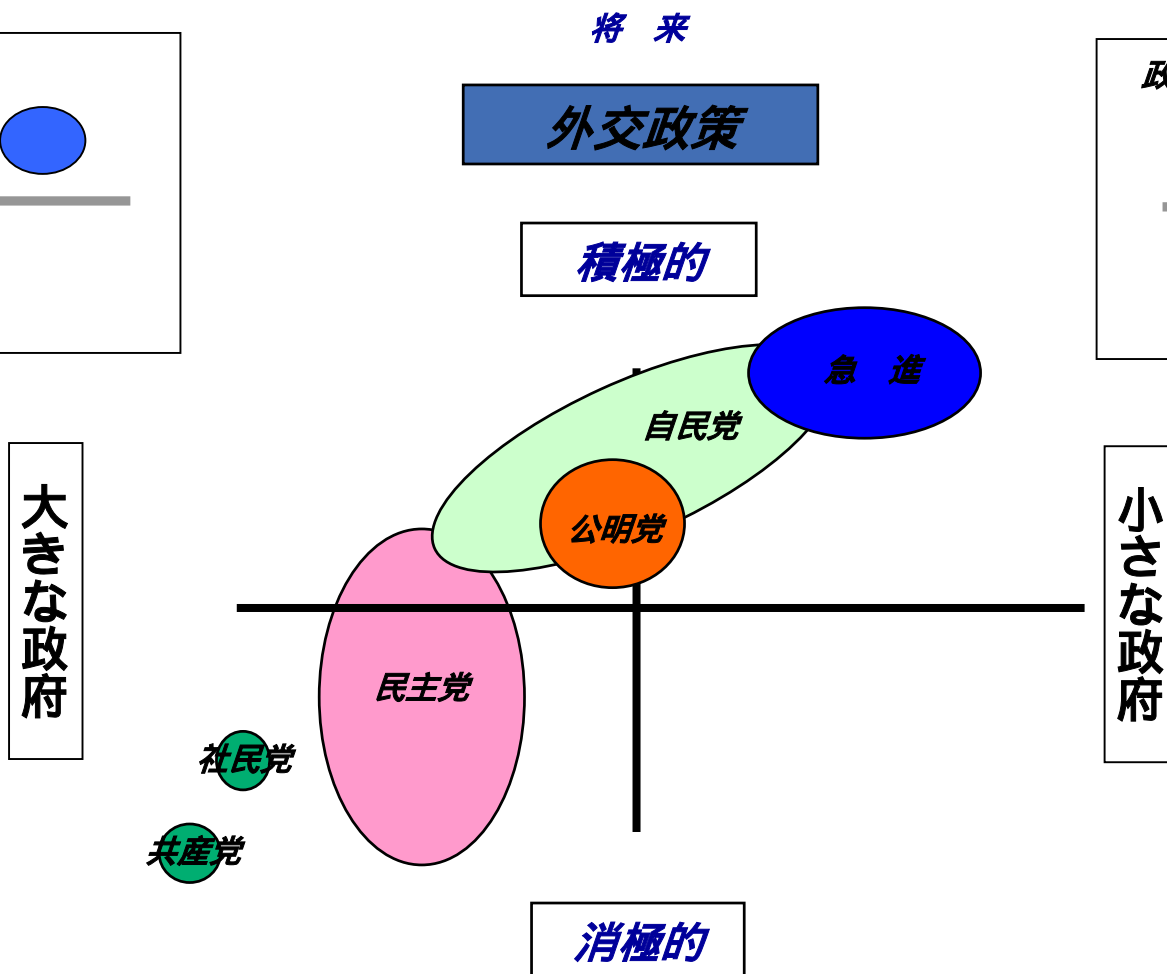 将　来
外交政策
政
積極的
急　進
自民党
公明党
大きな政府
小さな政府
民主党
社民党
共産党
消極的